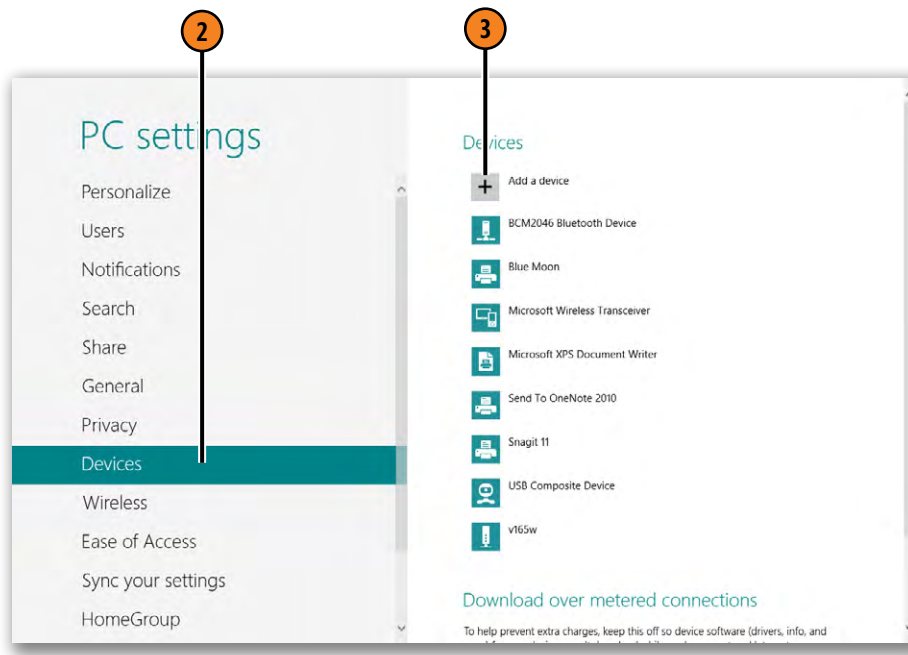 2
3
PC settings
Personalize
Users
Notifications
Search
Share
General
Privacy
Devices
Wireless
Ease of Access
Sync your settings
HomeGroup
Devices
Add a device
BCM2046 Bluetooth Device
Blue Moon
Microsoft Wireless Transceiver
Microsoft XPS Document Writer
Send To OneNote 2010
Snagit 11
USB Composite Device
v165w
Download over metered connections
To help prevent extra charges, keep this off so device software (drivers, info, and